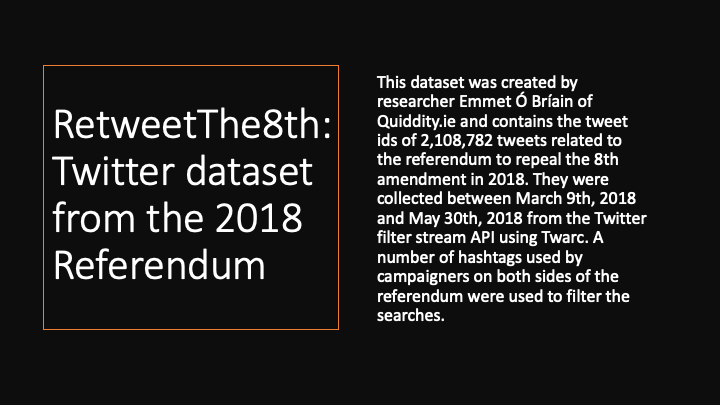 RetweetThe8th:
Twitter dataset
from the 2018
Referendum
This dataset was created by
researcher Emmet Ó Bríain of
Quiddity.ie and contains the tweet
ids of 2,108,782 tweets related to
the referendum to repeal the 8th
amendment in 2018. They were
collected between March 9th, 2018
and May 30th, 2018 from the Twitter
filter stream API using Twarc. A
number of hashtags used by
campaigners on both sides of the
referendum were used to filter the
searches.